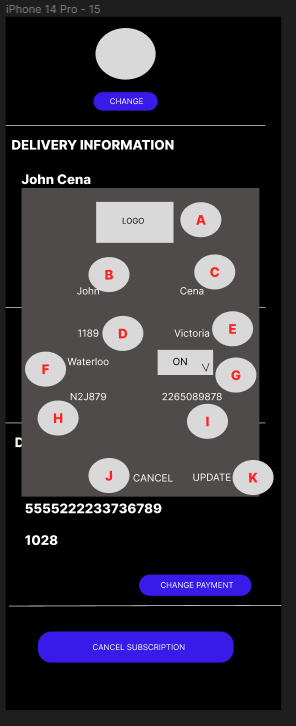 iPhone 14 Pro - 15
CHANGE
DELIVERY INFORMATION
John Cena
LOGO A
B C
John Cena
1189 D Victoria E
F Waterloo ON G
N2J879 2265089878
H I
D
J CANCEL UPDATE K
5555222233736789
1028
CHANGE PAYMENT
CANCEL SUBSCRIPTION